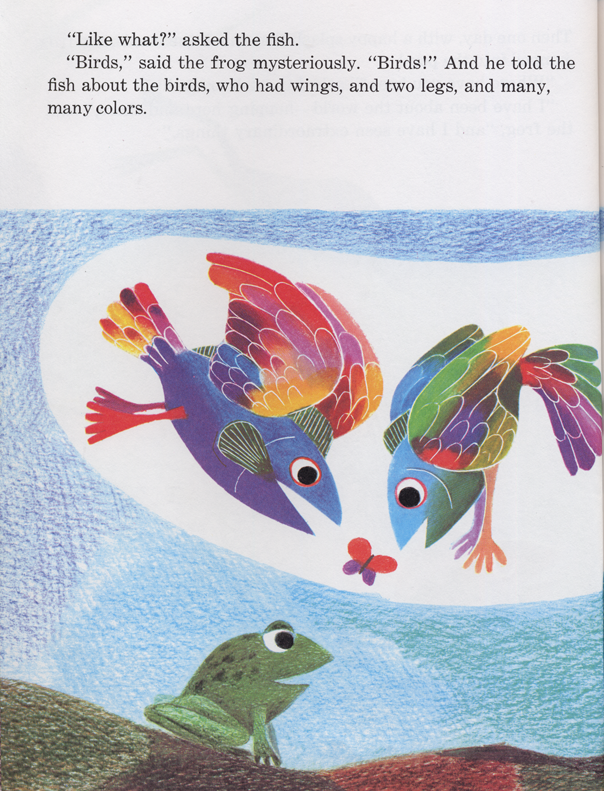 “Like what?” asked the fish.
“Birds,” said the frog mysteriously. “Birds!” And he told the
fish about the birds, who had wings, and two legs, and many,
many colors.